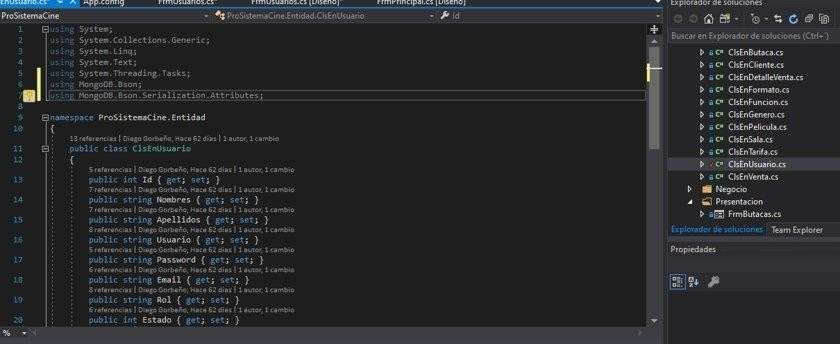 EnUsuario.cs*
App.config
FrmUsuarios.cs*
FrmUsuarios.cs [Diseño]*
FrmPrincipal.cs [Diseño]
ProSistemaCine
ProSistemaCine.Entidad.ClsEnUsuario
Id
1 using System;
2 using System.Collections.Generic;
3 using System.Linq;
4 using System.Text;
5 using System.Threading.Tasks;
6 using MongoDB.Bson;
7 using MongoDB.Bson.Serialization.Attributes;
8
9 namespace ProSistemaCine.Entidad
10 {
13 referencias | Diego Gorbeño, Hace 62 días | 1 autor, 1 cambio
11 public class ClsEnUsuario
12 {
5 referencias | Diego Gorbeño, Hace 62 días | 1 autor, 1 cambio
13 public int Id { get; set; }
7 referencias | Diego Gorbeño, Hace 62 días | 1 autor, 1 cambio
14 public string Nombres { get; set; }
7 referencias | Diego Gorbeño, Hace 62 días | 1 autor, 1 cambio
15 public string Apellidos { get; set; }
8 referencias | Diego Gorbeño, Hace 62 días | 1 autor, 1 cambio
16 public string Usuario { get; set; }
5 referencias | Diego Gorbeño, Hace 62 días | 1 autor, 1 cambio
17 public string Password { get; set; }
6 referencias | Diego Gorbeño, Hace 62 días | 1 autor, 1 cambio
18 public string Email { get; set; }
8 referencias | Diego Gorbeño, Hace 62 días | 1 autor, 1 cambio
19 public string Rol { get; set; }
6 referencias | Diego Gorbeño, Hace 62 días | 1 autor, 1 cambio
20 public int Estado { get; set; }
%
Explorador de soluciones
Buscar en Explorador de soluciones (Ctrl+´)
C# ClsEnButaca.cs
C# ClsEnCliente.cs
C# ClsEnDetalleVenta.cs
C# ClsEnFormato.cs
C# ClsEnFuncion.cs
C# ClsEnGenero.cs
C# ClsEnPelicula.cs
C# ClsEnSala.cs
C# ClsEnTarifa.cs
C# ClsEnUsuario.cs
C# ClsEnVenta.cs
Negocio
Presentacion
FrmButacas.cs
Explorador de soluciones
Team Explorer
Propiedades